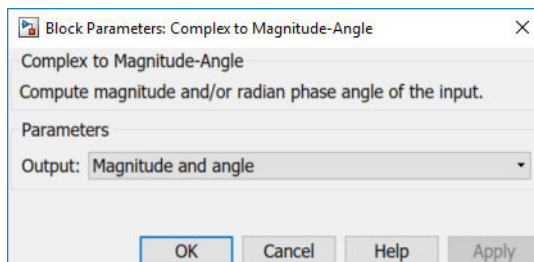 Block Parameters: Complex to Magnitude-Angle
Complex to Magnitude-Angle
Compute magnitude and/or radian phase angle of the input.
Parameters
Output: Magnitude and angle
OK Cancel Help Apply